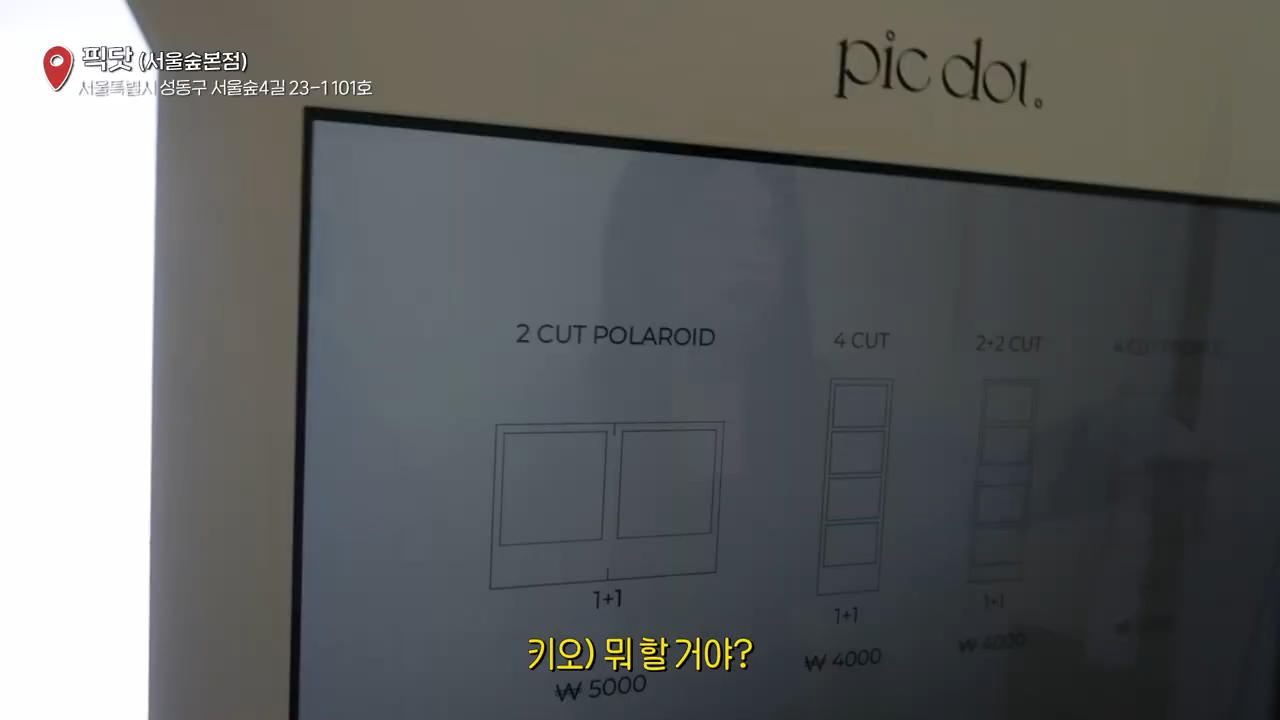 픽닷 (서울숲본점)
서울특별시 성동구 서울숲4길 23-1 101호
pic dot.
2 CUT POLAROID
4 CUT
2+2 CUT
1+1
1+1
1+1
키오) 뭐 할 거야?
₩ 5000
₩ 4000
₩ 4000